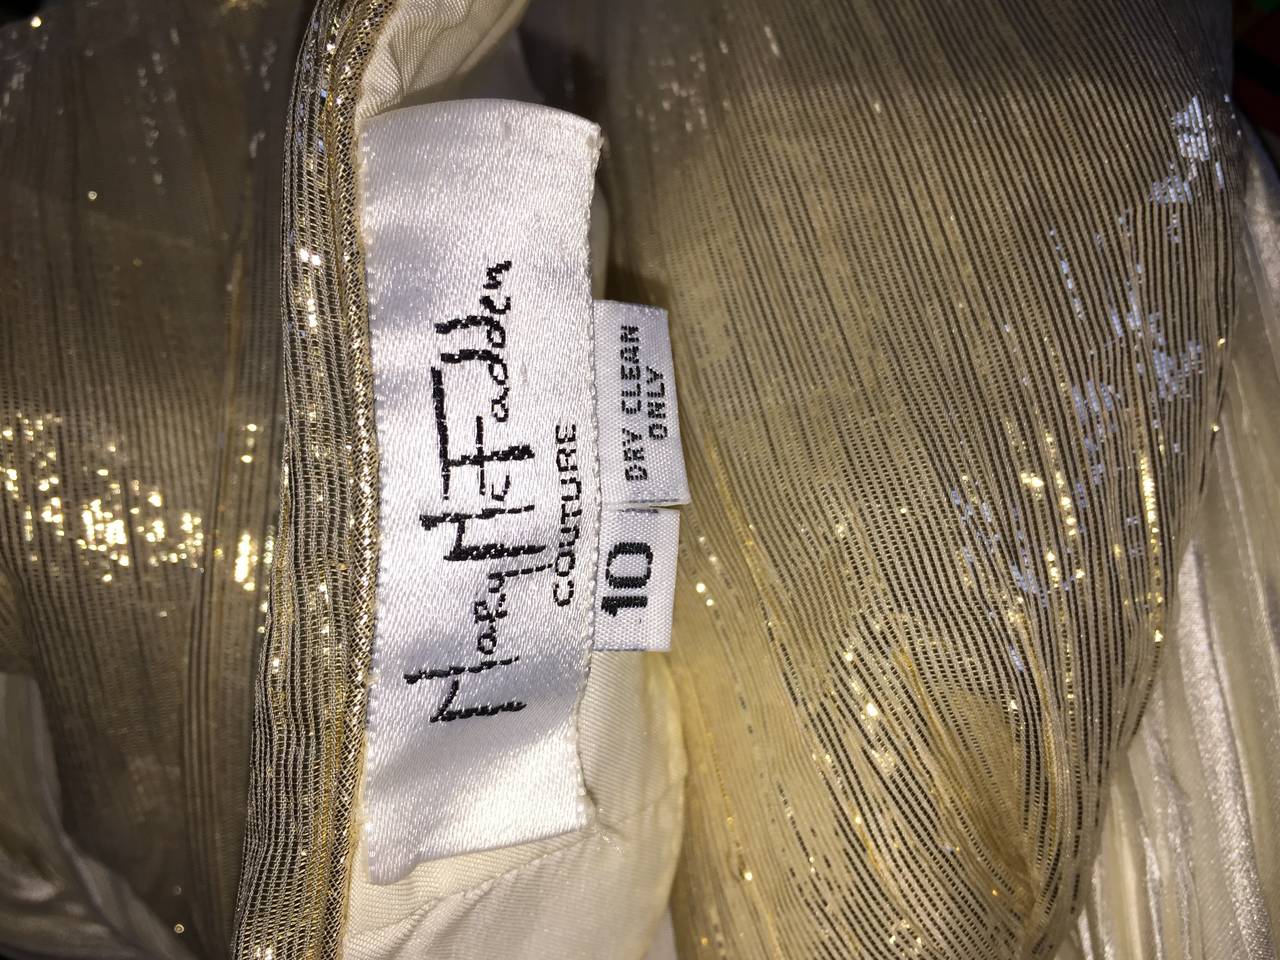 Mary McFadden
COUTURE
10
DRY CLEAN
ONLY